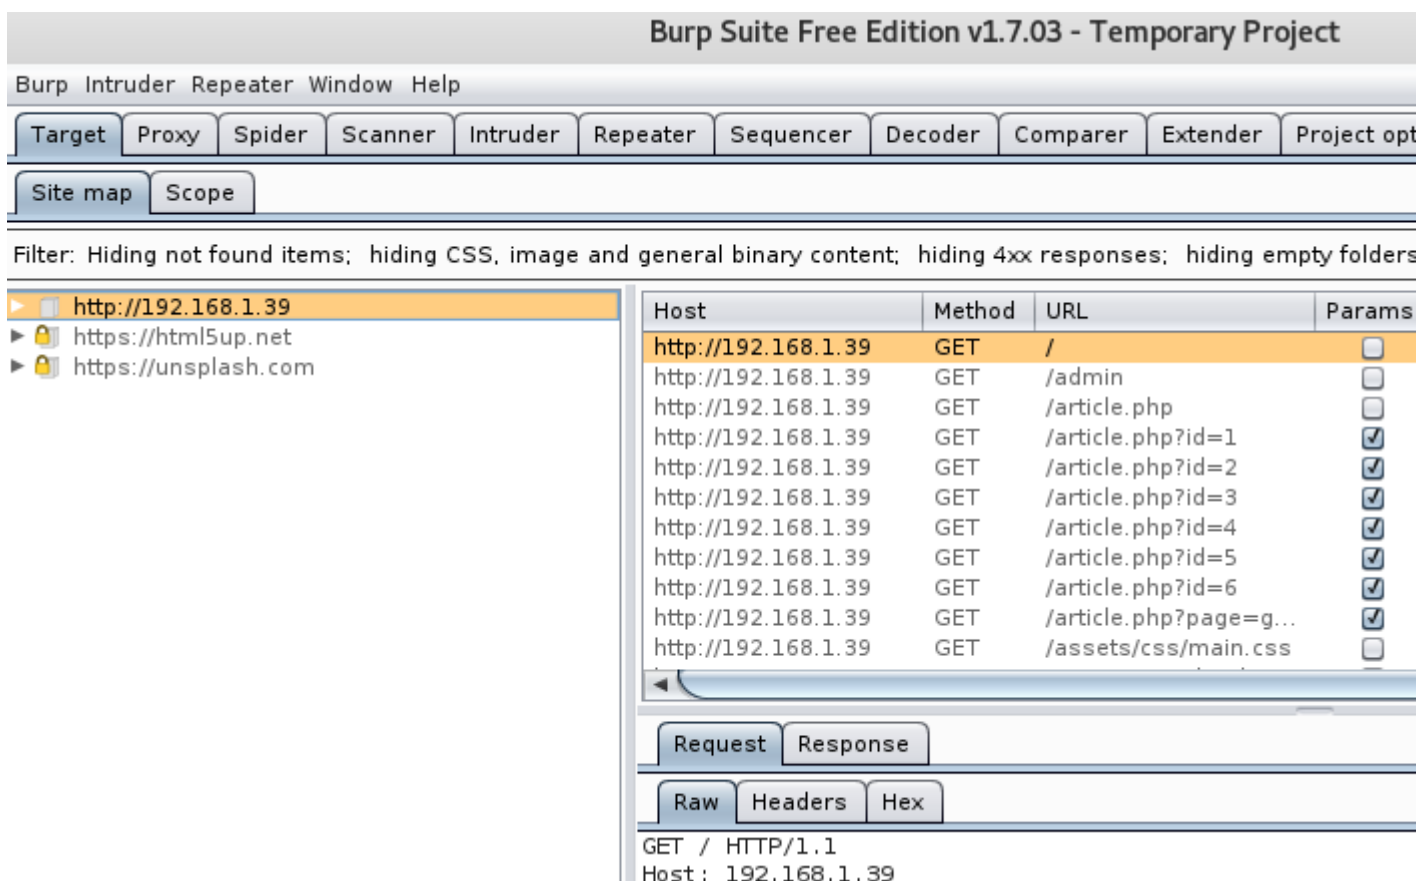 Burp Suite Free Edition v1.7.03 - Temporary Project
Burp Intruder Repeater Window Help
Target Proxy Spider Scanner Intruder Repeater Sequencer Decoder Comparer Extender Project opt
Site map Scope
Filter: Hiding not found items; hiding CSS, image and general binary content; hiding 4xx responses; hiding empty folders
http://192.168.1.39
https://html5up.net
https://unsplash.com
Host Method URL Params
http://192.168.1.39 GET /
http://192.168.1.39 GET /admin
http://192.168.1.39 GET /article.php
http://192.168.1.39 GET /article.php?id=1
http://192.168.1.39 GET /article.php?id=2
http://192.168.1.39 GET /article.php?id=3
http://192.168.1.39 GET /article.php?id=4
http://192.168.1.39 GET /article.php?id=5
http://192.168.1.39 GET /article.php?id=6
http://192.168.1.39 GET /article.php?page=g...
http://192.168.1.39 GET /assets/css/main.css
Request Response
Raw Headers Hex
GET / HTTP/1.1
Host: 192.168.1.39